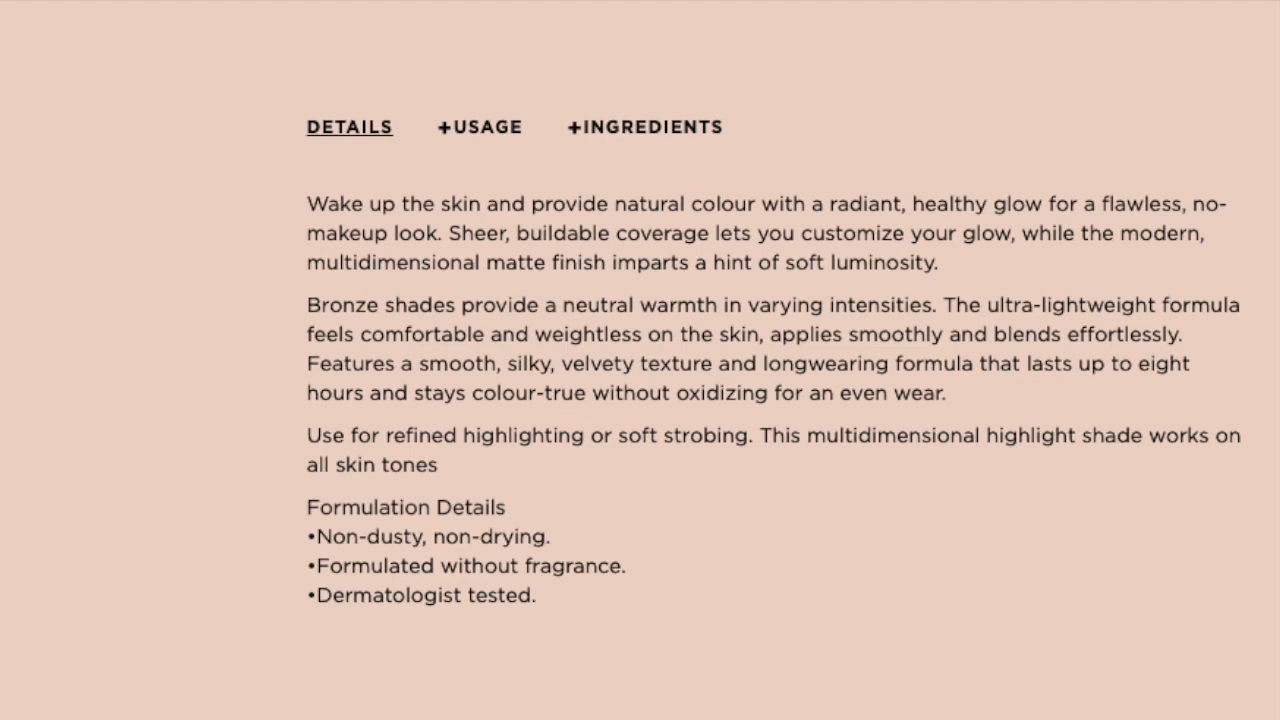 DETAILS +USAGE +INGREDIENTS
Wake up the skin and provide natural colour with a radiant, healthy glow for a flawless, no-
makeup look. Sheer, buildable coverage lets you customize your glow, while the modern,
multidimensional matte finish imparts a hint of soft luminosity.
Bronze shades provide a neutral warmth in varying intensities. The ultra-lightweight formula
feels comfortable and weightless on the skin, applies smoothly and blends effortlessly.
Features a smooth, silky, velvety texture and longwearing formula that lasts up to eight
hours and stays colour-true without oxidizing for an even wear.
Use for refined highlighting or soft strobing. This multidimensional highlight shade works on
all skin tones
Formulation Details
•Non-dusty, non-drying.
•Formulated without fragrance.
•Dermatologist tested.